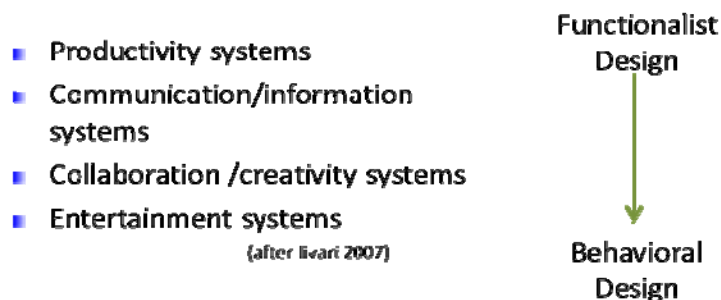 Productivity systems
Communication/information
systems
Collaboration /creativity systems
Entertainment systems
(after Iivari 2007)
Functionalist
Design
Behavioral
Design